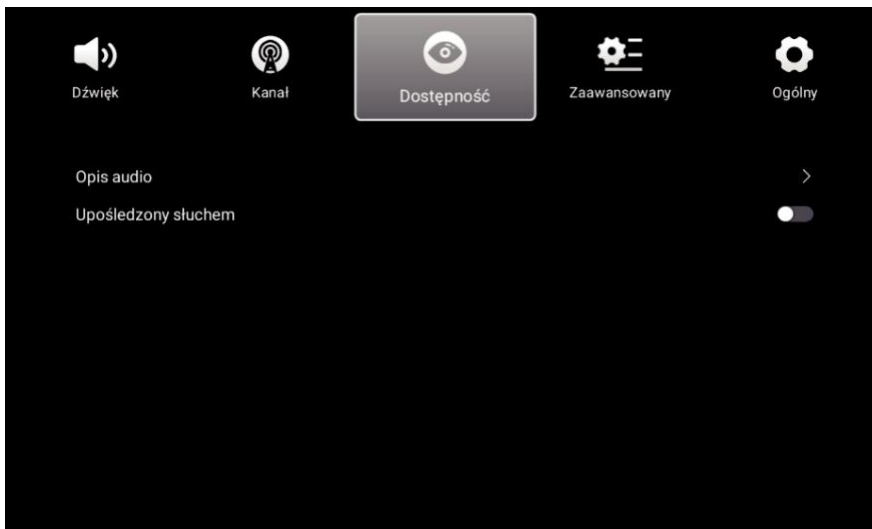 Dźwięk
Kanał
Dostępność
Zaawansowany
Ogólny
Opis audio
Upośledzony słuchem